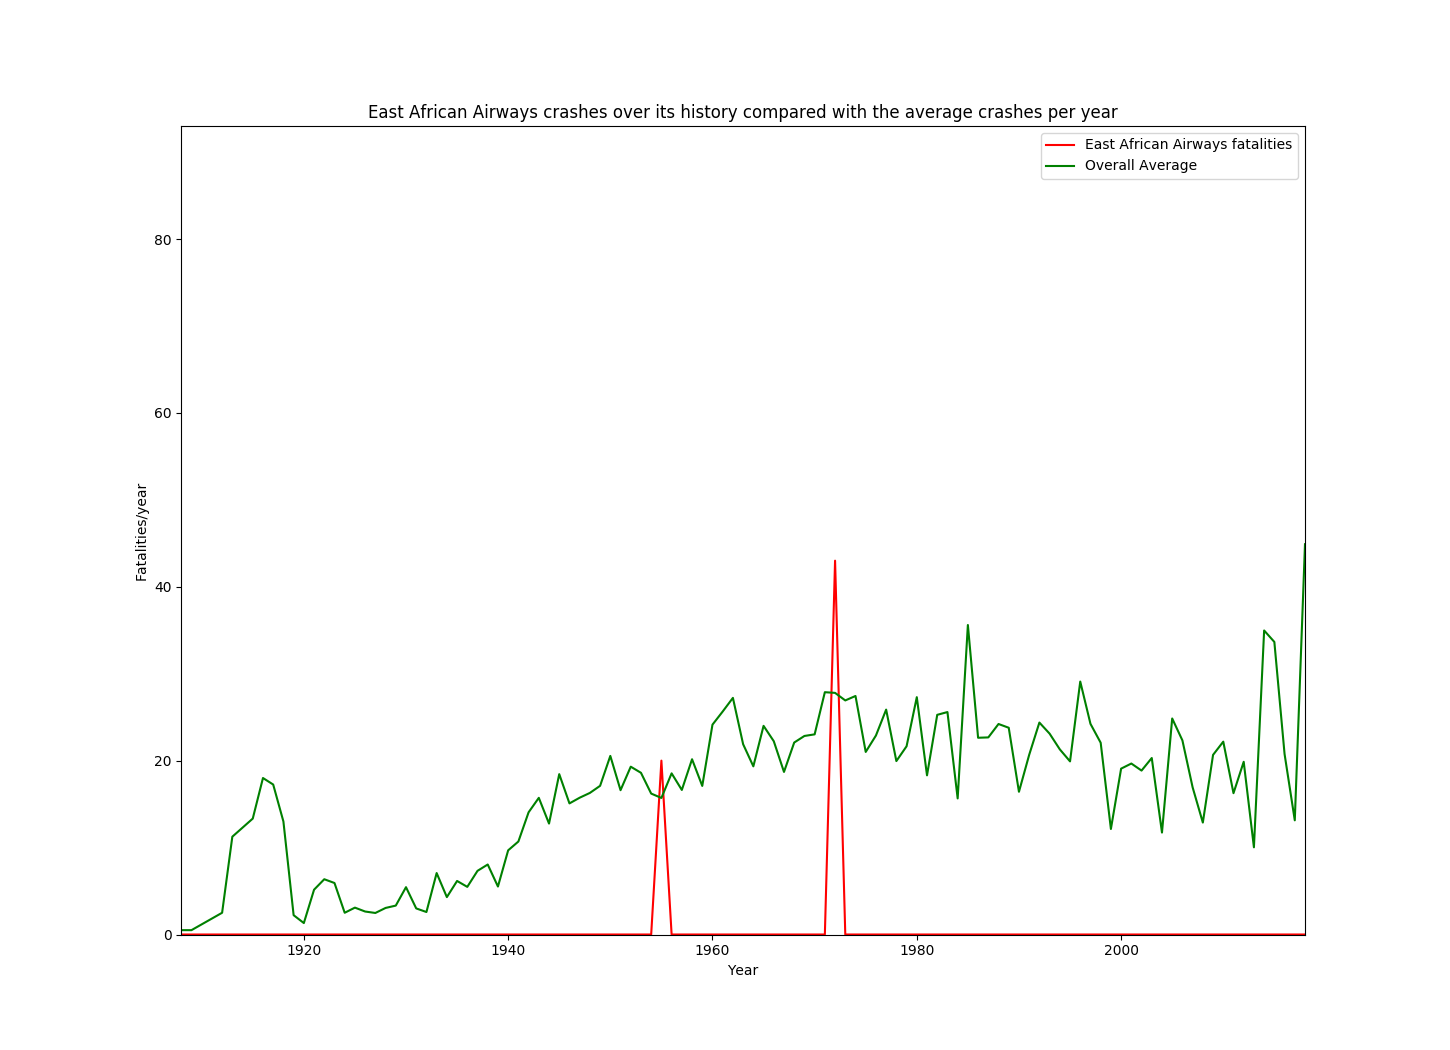 East African Airways crashes over its history compared with the average crashes per year
East African Airways fatalities
Overall Average
80
60
40
20
0
Fatalities/year
1920 1940 1960 1980 2000
Year